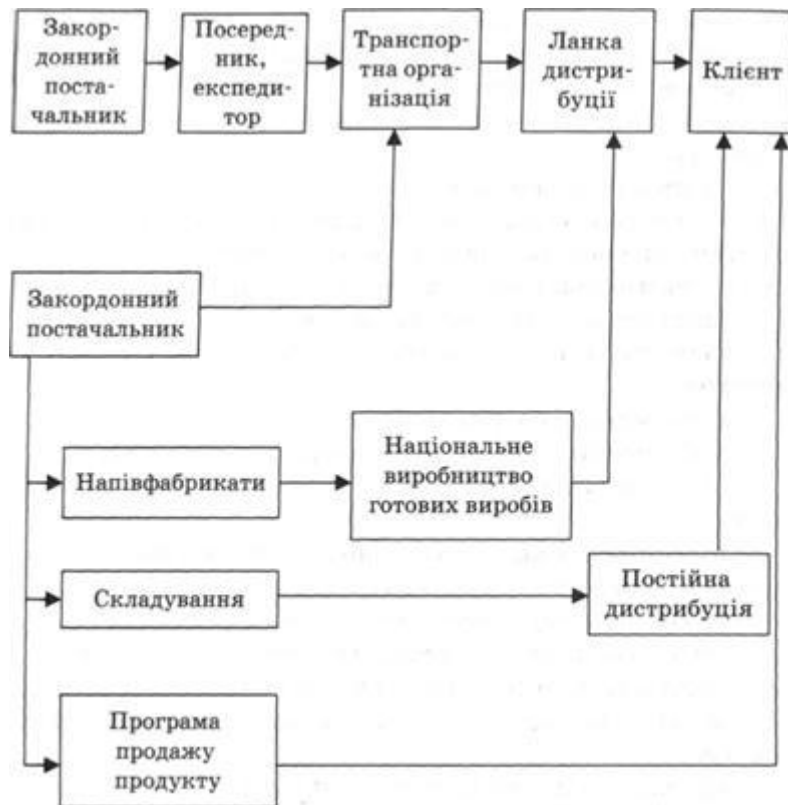 Закор-
донний
поста-
чальник
Посеред-
ник,
експеди-
тор
Транспор-
тна орга-
нізація
Ланка
дистри-
буції
Клієнт
Закордонний
постачальник
Напівфабрикати
Національне
виробництво
готових виробів
Складування
Постійна
дистрибуція
Програма
продажу
продукту